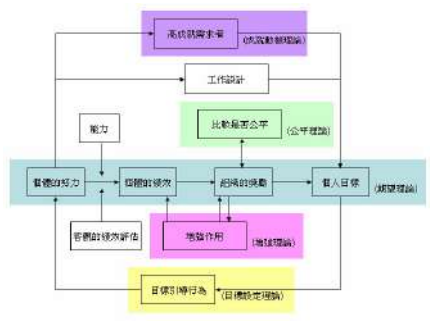 高成就需求者 (成就動機理論)
工作設計
能力
比較是否公平 (公平理論)
個體的努力 個體的績效 組織的獎勵 個人目標 (期望理論)
客觀的績效評估
增強作用 (增強理論)
目標引導行為 (目標設定理論)